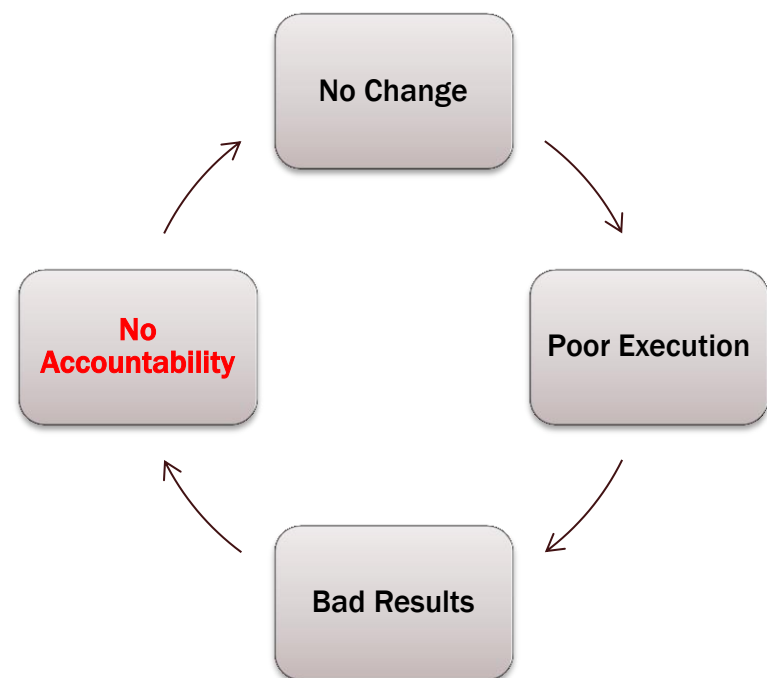 No Change
No
Accountability
Poor Execution
Bad Results